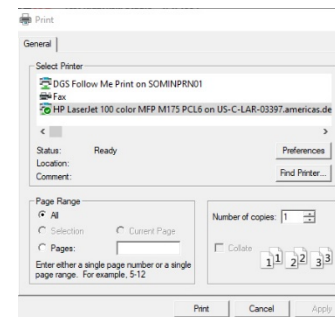 Print
General
Select Printer
DGS Follow Me Print on SOMINPRN01
Fax
HP LaserJet 100 color MFP M175 PCL6 on US-C-LAR-03397.americas.de
Status: Ready Preferences
Location:
Comment: Find Printer...
Page Range
All Number of copies: 1
Selection Current Page
Pages: Collate 1 1 2 2 3 3
Enter either a single page number or a single
page range. For example, 5-12
Print Cancel Apply